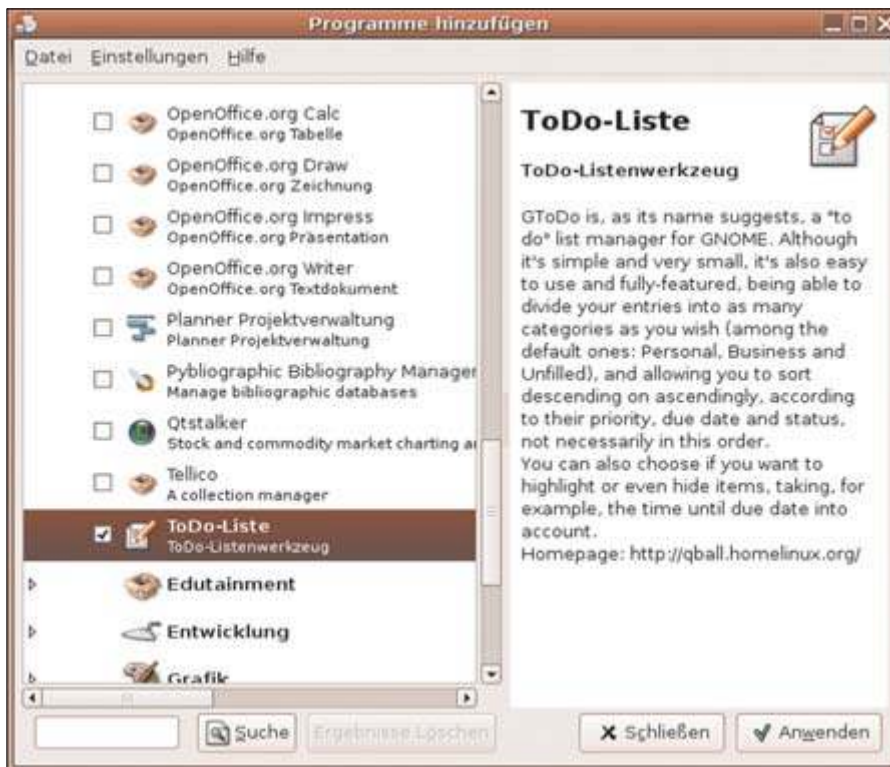 Programme hinzufügen
Datei Einstellungen Hilfe
OpenOffice.org Calc
OpenOffice.org Tabelle
OpenOffice.org Draw
OpenOffice.org Zeichnung
OpenOffice.org Impress
OpenOffice.org Präsentation
OpenOffice.org Writer
OpenOffice.org Textdokument
Planner Projektverwaltung
Planner Projektverwaltung
Pybliographic Bibliography Manager
Manage bibliographic databases
Qtstalker
Stock and commodity market charting
Tellico
A collection manager
ToDo-Liste
ToDo-Listenwerkzeug
Edutainment
Entwicklung
Grafik
ToDo-Liste
ToDo-Listenwerkzeug
GToDo is, as its name suggests, a "to
do" list manager for GNOME. Although
it's simple and very small, it's also easy
to use and fully-featured, being able to
divide your entries into as many
categories as you wish (among the
default ones: Personal, Business and
Unfilled), and allowing you to sort
descending on ascendingly, according
to their priority, due date and status,
not necessarily in this order.
You can also choose if you want to
highlight or even hide items, taking, for
example, the time until due date into
account.
Homepage: http://qball.homelinux.org/
Suche Ergebnisse Löschen Schließen Anwenden